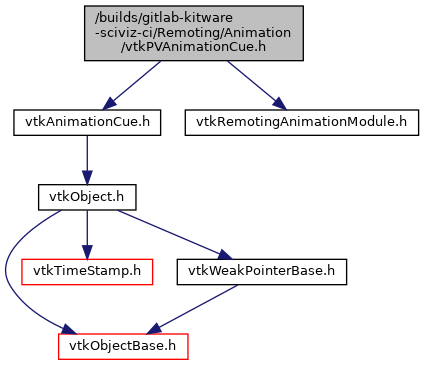 /builds/gitlab-kitware
-sciviz-ci/Remoting/Animation
/vtkPVAnimationCue.h
vtkAnimationCue.h
vtkRemotingAnimationModule.h
vtkObject.h
vtkTimeStamp.h
vtkWeakPointerBase.h
vtkObjectBase.h